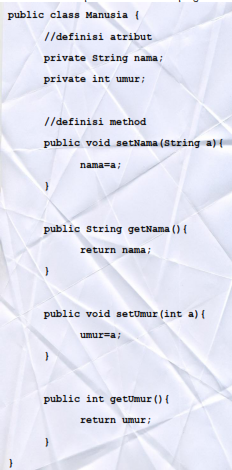 public class Manusia {
//definisi atribut
private String nama;
private int umur;
//definisi method
public void setNama(String a){
nama=a;
}
public String getNama(){
return nama;
}
public void setUmur(int a){
umur=a;
}
public int getUmur(){
return umur;
}
}